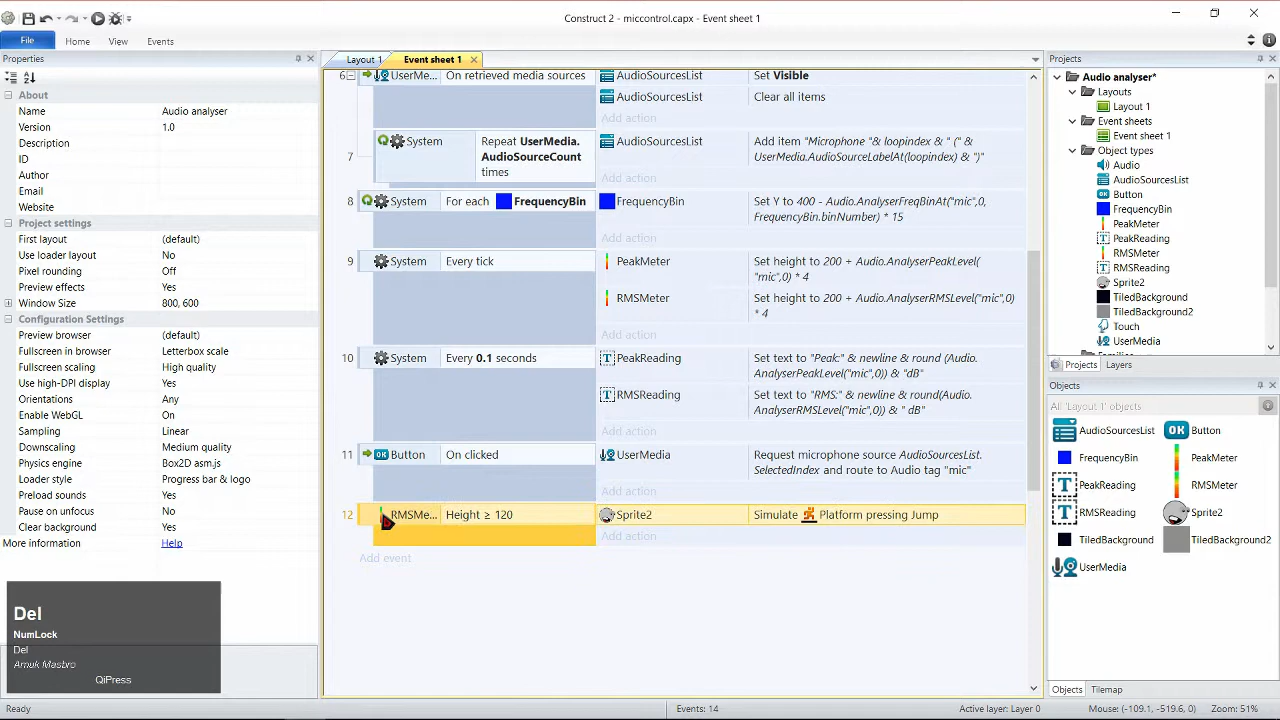 Construct 2 - miccontrol.capx - Event sheet 1
File
Home
View
Events
Properties
About
Name Audio analyser
Version 1.0
Description
ID
Author
Email
Website
Project settings
First layout (default)
Use loader layout No
Pixel rounding Off
Preview effects Yes
Window Size 800, 600
Configuration Settings
Preview browser (default)
Fullscreen in browser Letterbox scale
Fullscreen scaling High quality
Use high-DPI display Yes
Orientations Any
Enable WebGL On
Sampling Linear
Downscaling Medium quality
Physics engine Box2D asm.js
Loader style Progress bar & logo
Preload sounds Yes
Pause on unfocus No
Clear background Yes
More information Help
Del
NumLock
Del
Amuk Mastro
QiPress
Layout 1
Event sheet 1
6 UserMe... On retrieved media sources AudioSourcesList Set Visible
AudioSourcesList Clear all items
Add action
7 System Repeat UserMedia.
AudioSourceCount
times
AudioSourcesList Add item "Microphone " & loopindex & " (" &
UserMedia.AudioSourceLabelAt(loopindex) & ")"
Add action
8 System For each FrequencyBin FrequencyBin Set Y to 400 - Audio.AnalyserFreqBinAt("mic",0,
FrequencyBin.binNumber) * 15
Add action
9 System Every tick PeakMeter Set height to 200 + Audio.AnalyserPeakLevel(
"mic",0) * 4
RMSMeter Set height to 200 + Audio.AnalyserRMSLevel("mic",0)
* 4
Add action
10 System Every 0.1 seconds PeakReading Set text to "Peak:" & newline & round (Audio.
AnalyserPeakLevel("mic",0)) & "dB"
RMSReading Set text to "RMS:" & newline & round(Audio.
AnalyserRMSLevel("mic",0)) & " dB"
Add action
11 Button On clicked UserMedia Request microphone source AudioSourcesList.
SelectedIndex and route to Audio tag "mic"
Add action
12 RMSMe... Height ≥ 120 Sprite2 Simulate Platform pressing Jump
Add action
Add event
Projects
Audio analyser*
Layouts
Layout 1
Event sheets
Event sheet 1
Object types
Audio
AudioSourcesList
Button
FrequencyBin
PeakMeter
PeakReading
RMSMeter
RMSReading
Sprite2
TiledBackground
TiledBackground2
Touch
UserMedia
Projects Layers
Objects
All 'Layout 1' objects
AudioSourcesList Button
FrequencyBin PeakMeter
PeakReading RMSMeter
RMSReading Sprite2
TiledBackground TiledBackground2
UserMedia
Objects Tilemap
Ready
Events: 14
Active layer: Layer 0
Mouse: (-109.1, -519.6, 0)
Zoom: 51%